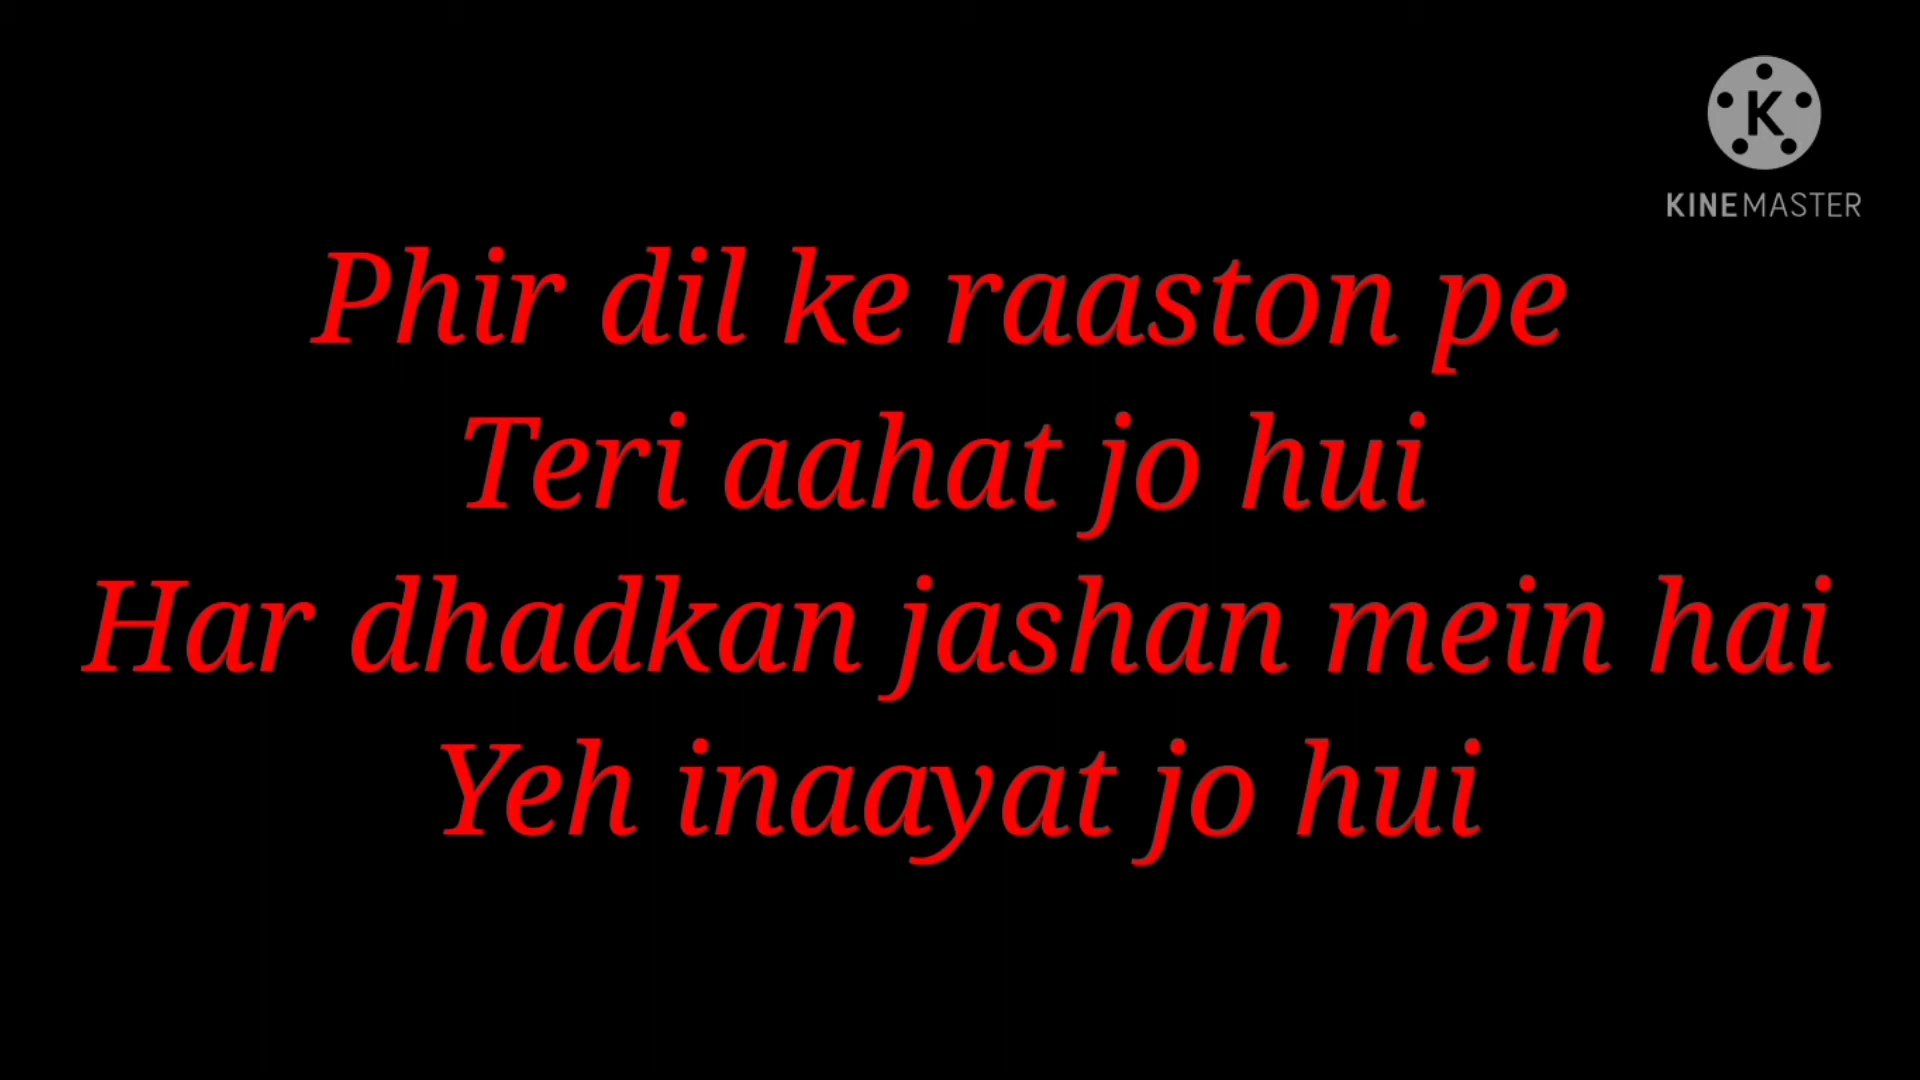 K
KINEMASTER
Phir dil ke raaston pe
Teri aahat jo hui
Har dhadkan jashan mein hai
Yeh inaayat jo hui